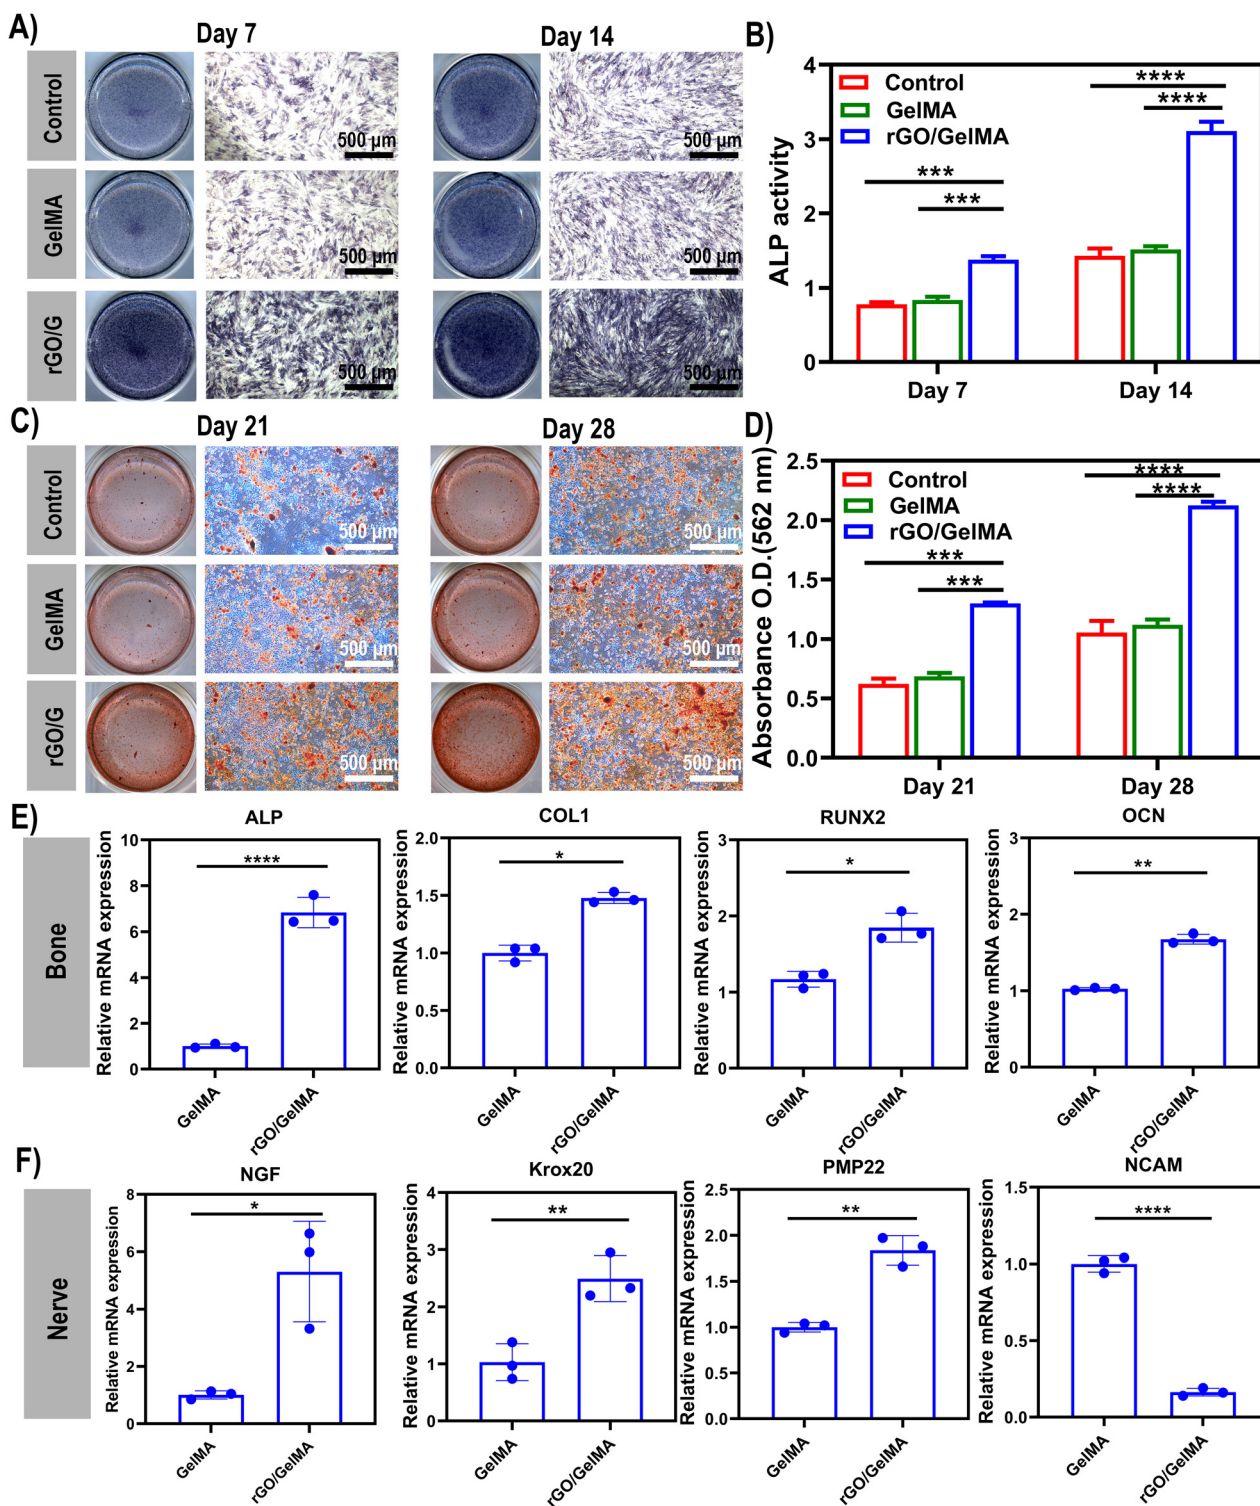 A)
Day 7
Day 14
Control
500 µm
500 µm
GelMA
500 µm
500 µm
rGO/G
500 µm
500 µm
B)
ALP activity
4
3
2
1
0
Control
GelMA
rGO/GelMA
***
***
****
****
Day 7
Day 14
C)
Day 21
Day 28
Control
500 µm
500 µm
GelMA
500 µm
500 µm
rGO/G
500 µm
500 µm
D)
Absorbance O.D.(562 nm)
2.5
2.0
1.5
1.0
0.5
0.0
Control
GelMA
rGO/GelMA
***
***
****
****
Day 21
Day 28
E)
Bone
ALP
Relative mRNA expression
10
8
6
4
2
0
****
GelMA
rGO/GelMA
COL1
Relative mRNA expression
2.0
1.5
1.0
0.5
0.0
*
GelMA
rGO/GelMA
RUNX2
Relative mRNA expression
3
2
1
0
*
GelMA
rGO/GelMA
OCN
Relative mRNA expression
3
2
1
0
**
GelMA
rGO/GelMA
F)
Nerve
NGF
Relative mRNA expression
8
6
4
2
0
*
GelMA
rGO/GelMA
Krox20
Relative mRNA expression
4
3
2
1
0
**
GelMA
rGO/GelMA
PMP22
Relative mRNA expression
2.5
2.0
1.5
1.0
0.5
0.0
**
GelMA
rGO/GelMA
NCAM
Relative mRNA expression
1.5
1.0
0.5
0.0
****
GelMA
rGO/GelMA